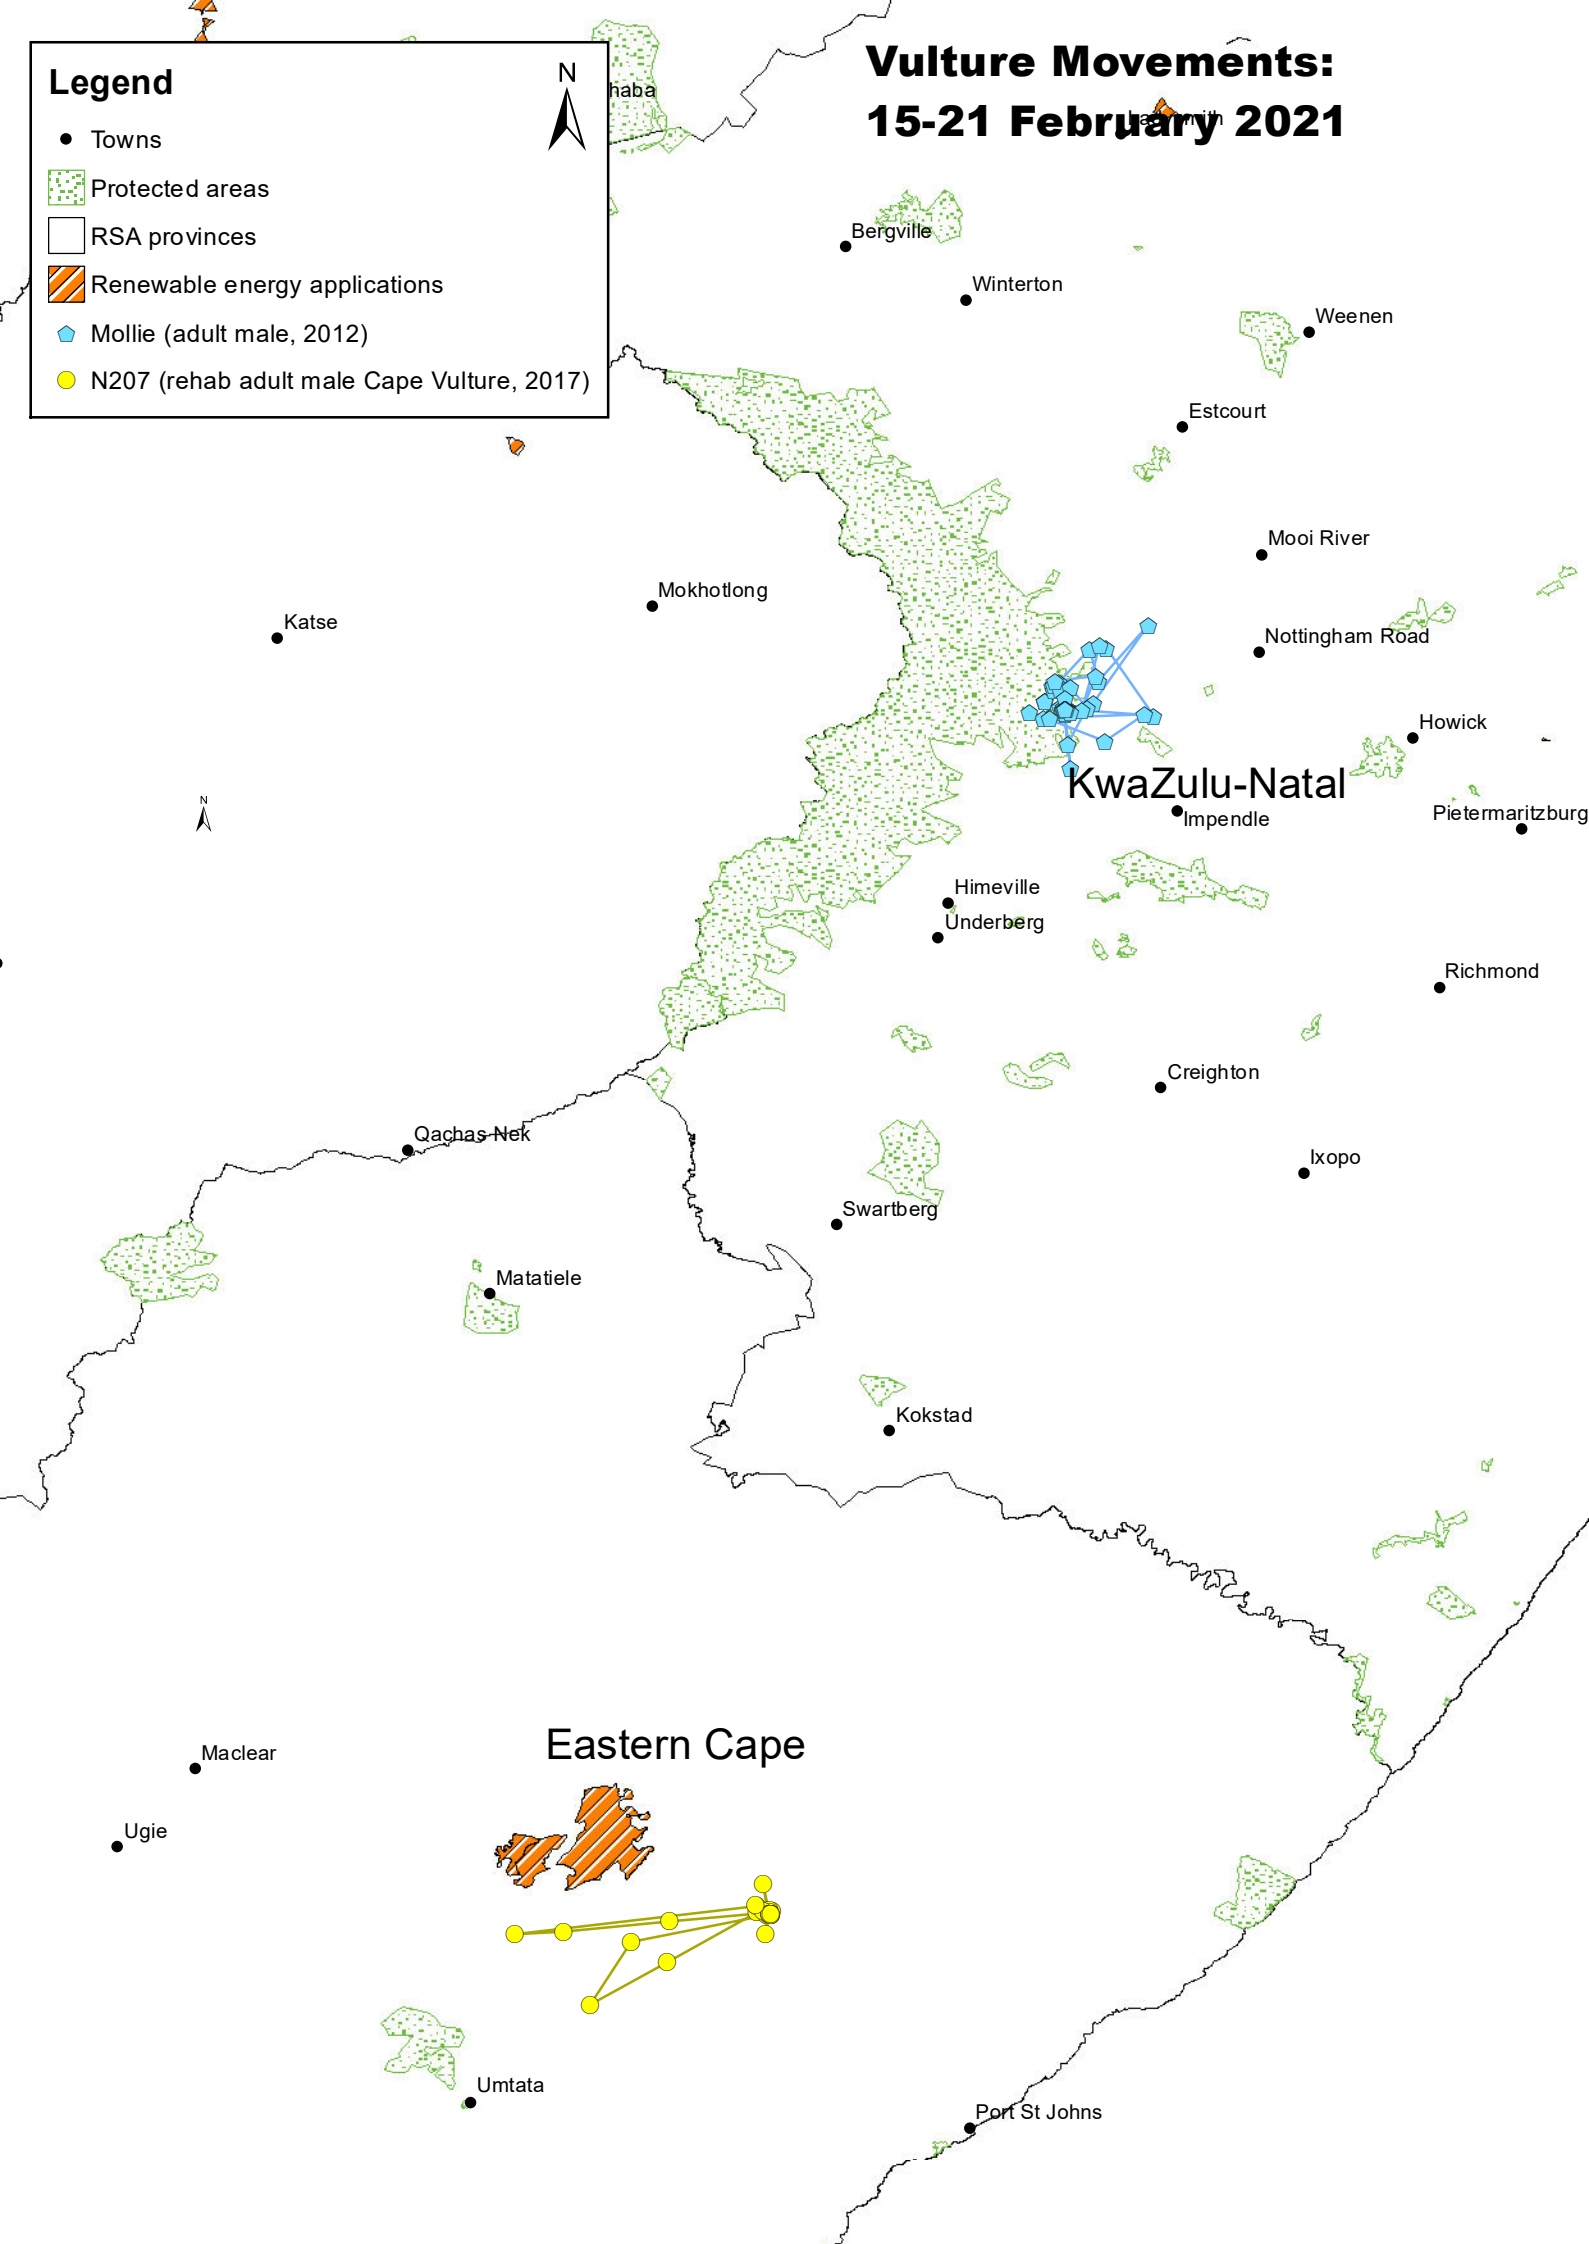 Vulture Movements:
15-21 February 2021
Legend
N
Towns
Protected areas
RSA provinces
Renewable energy applications
Mollie (adult male, 2012)
N207 (rehab adult male Cape Vulture, 2017)
haba
Bergville
Winterton
Weenen
Estcourt
Mooi River
Mokhotlong
Katse
Nottingham Road
Howick
KwaZulu-Natal
N
Pietermaritzburg
Impendle
Himeville
Underberg
Richmond
Creighton
Qachas Nek
Ixopo
Swartberg
Matatiele
Kokstad
Eastern Cape
Maclear
Ugie
Umtata
Port St Johns